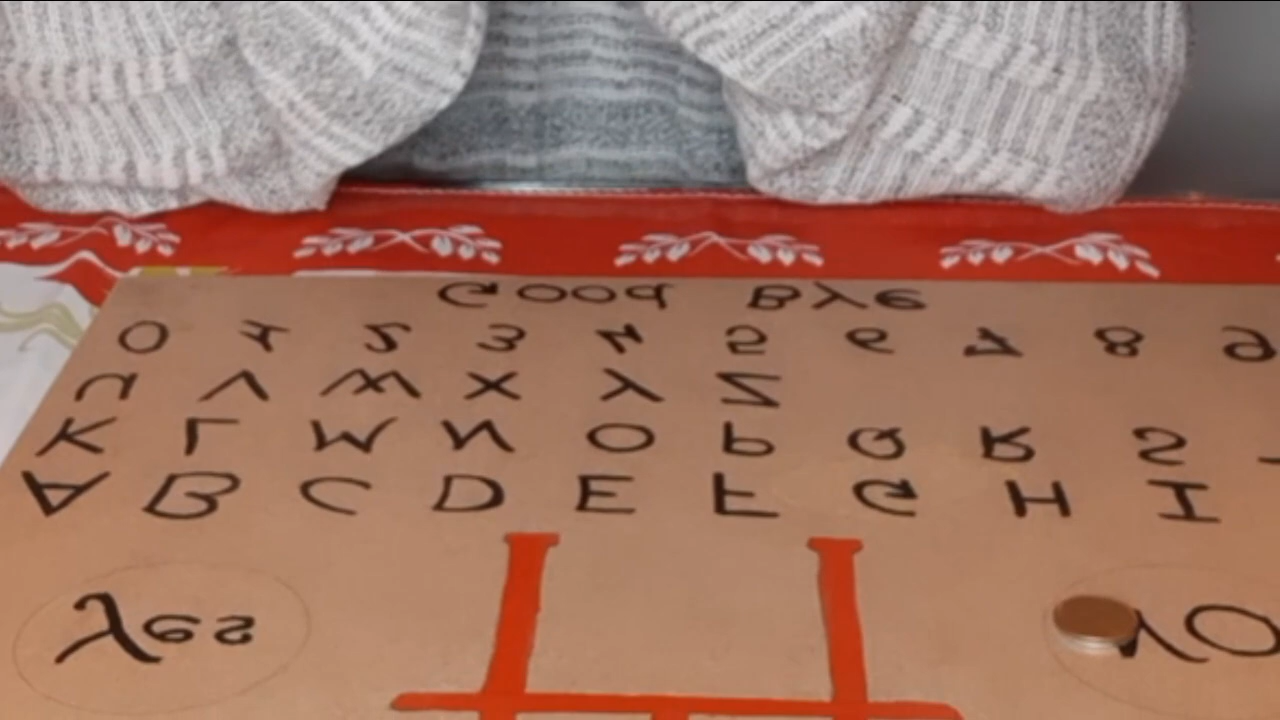 Yes NO
A B C D E F G H I
K L M N O P Q R S
U V W X Y Z
0 1 2 3 4 5 6 7 8 9
Good Bye